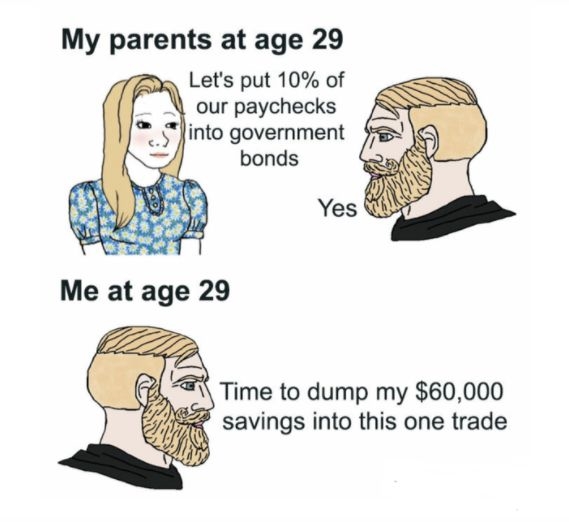 My parents at age 29
Let's put 10% of
our paychecks
into government
bonds
Yes
Me at age 29
Time to dump my $60,000
savings into this one trade